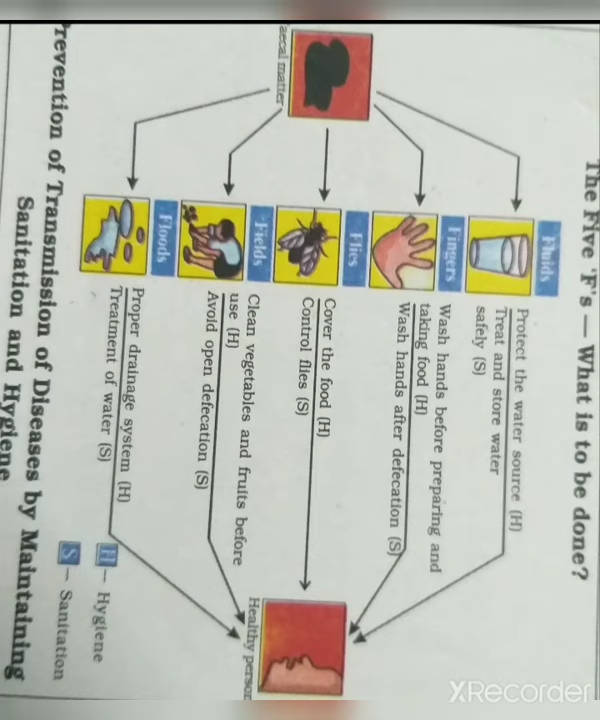 The Five 'F's — What is to be done?
Fluids
Protect the water source (H)
Treat and store water
safely (S)
Fingers
Wash hands before preparing and
taking food (H)
Wash hands after defecation (S)
Flies
Cover the food (H)
Control flies (S)
Fields
Clean vegetables and fruits before
use (H)
Avoid open defecation (S)
Floods
Proper drainage system (H)
Treatment of water (S)
Faecal matter
Healthy person
H — Hygiene
S — Sanitation
Prevention of Transmission of Diseases by Maintaining
Sanitation and Hygiene
XRecorder